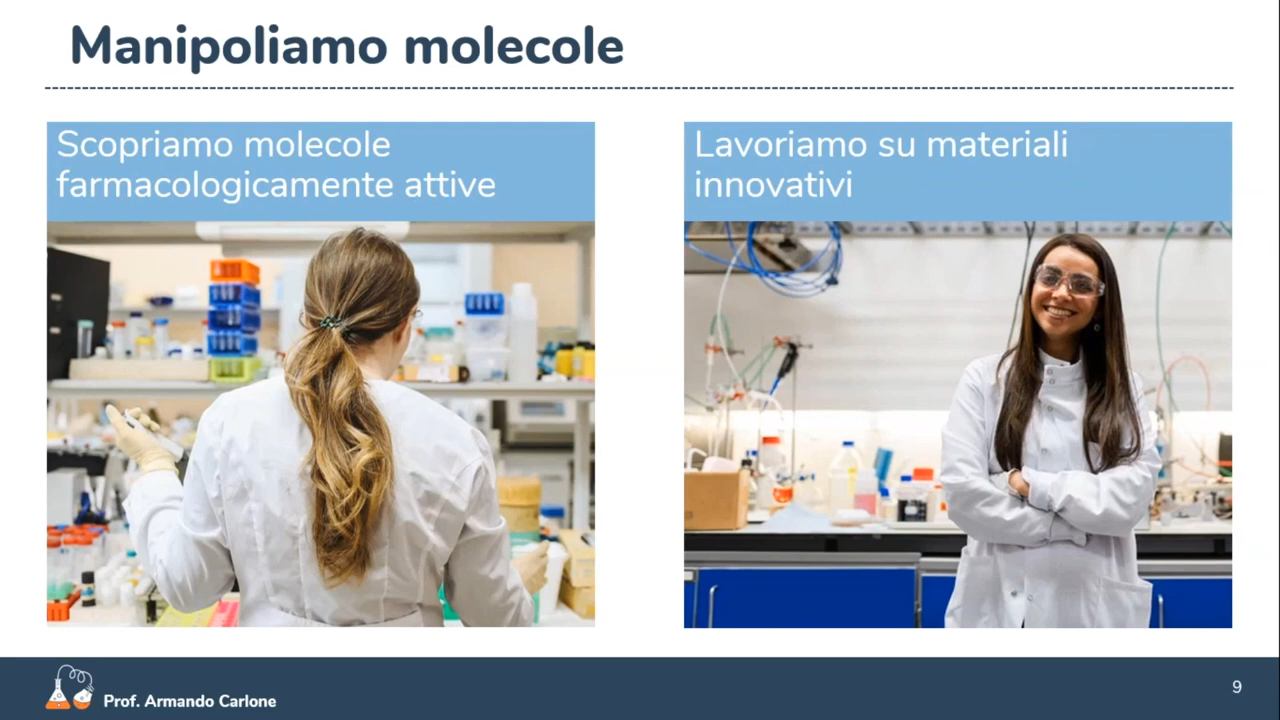 Manipoliamo molecole
Scopriamo molecole
farmacologicamente attive
Lavoriamo su materiali
innovativi
Prof. Armando Carlone
9